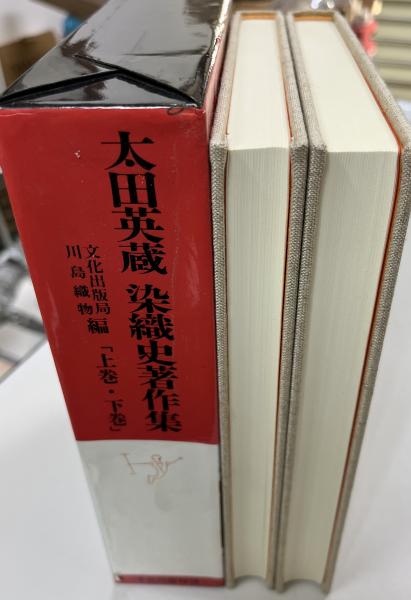 太田英蔵 染織史著作集
文化出版局
川島織物
編
「上巻・下巻」